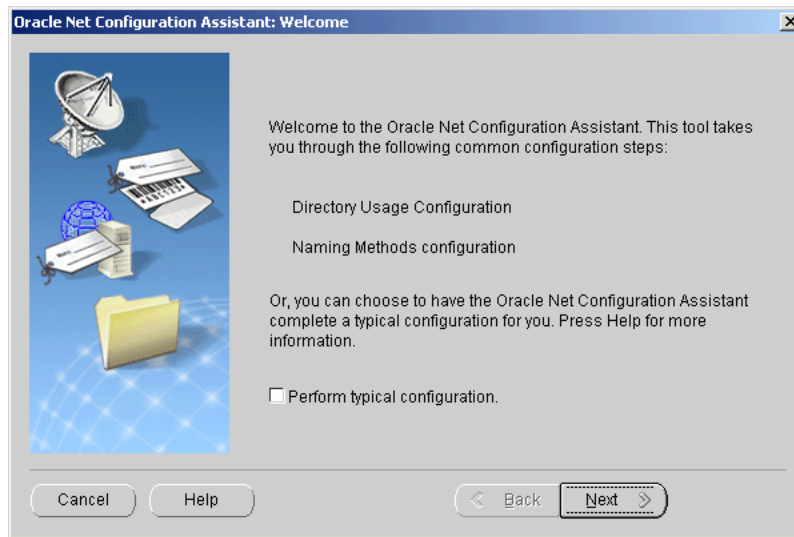 Oracle Net Configuration Assistant: Welcome
Welcome to the Oracle Net Configuration Assistant. This tool takes
you through the following common configuration steps:
Directory Usage Configuration
Naming Methods configuration
Or, you can choose to have the Oracle Net Configuration Assistant
complete a typical configuration for you. Press Help for more
information.
Perform typical configuration.
Cancel
Help
Back
Next